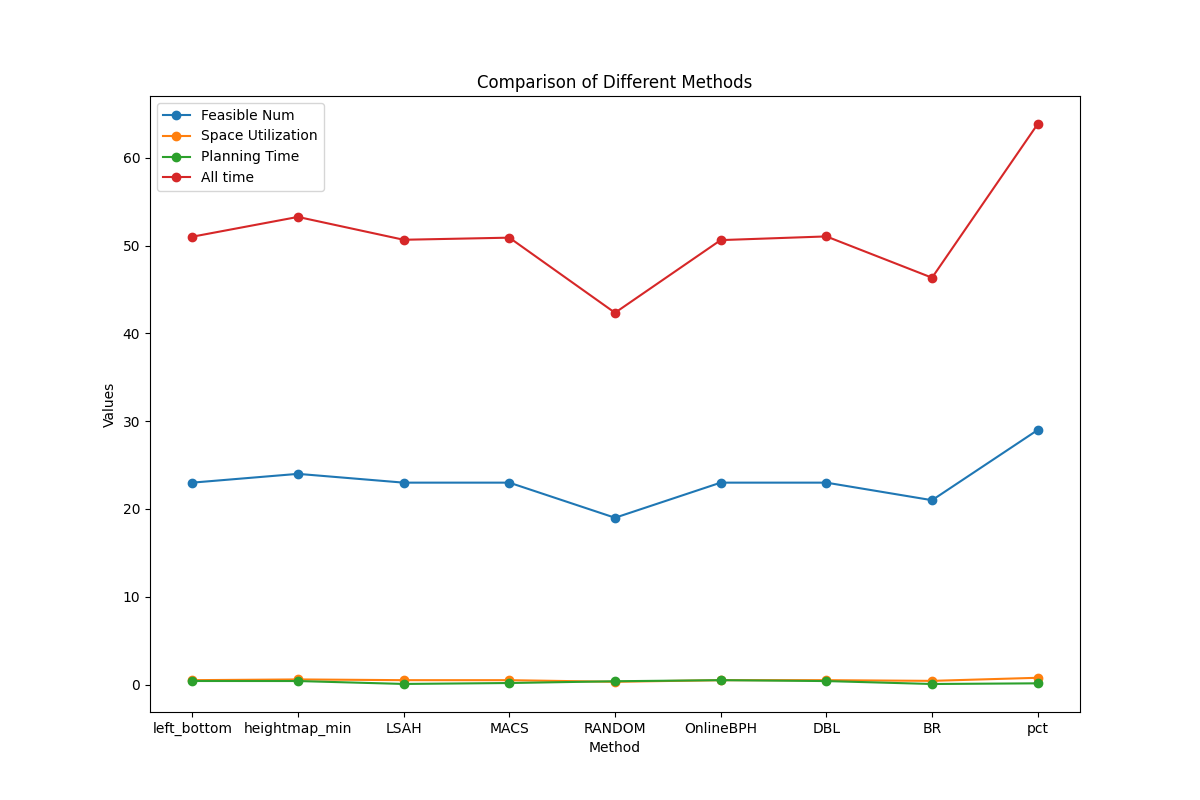 Comparison of Different Methods
Feasible Num
Space Utilization
Planning Time
All time
60
50
40
30
20
10
0
Values
left_bottom heightmap_min LSAH MACS RANDOM OnlineBPH DBL BR pct
Method